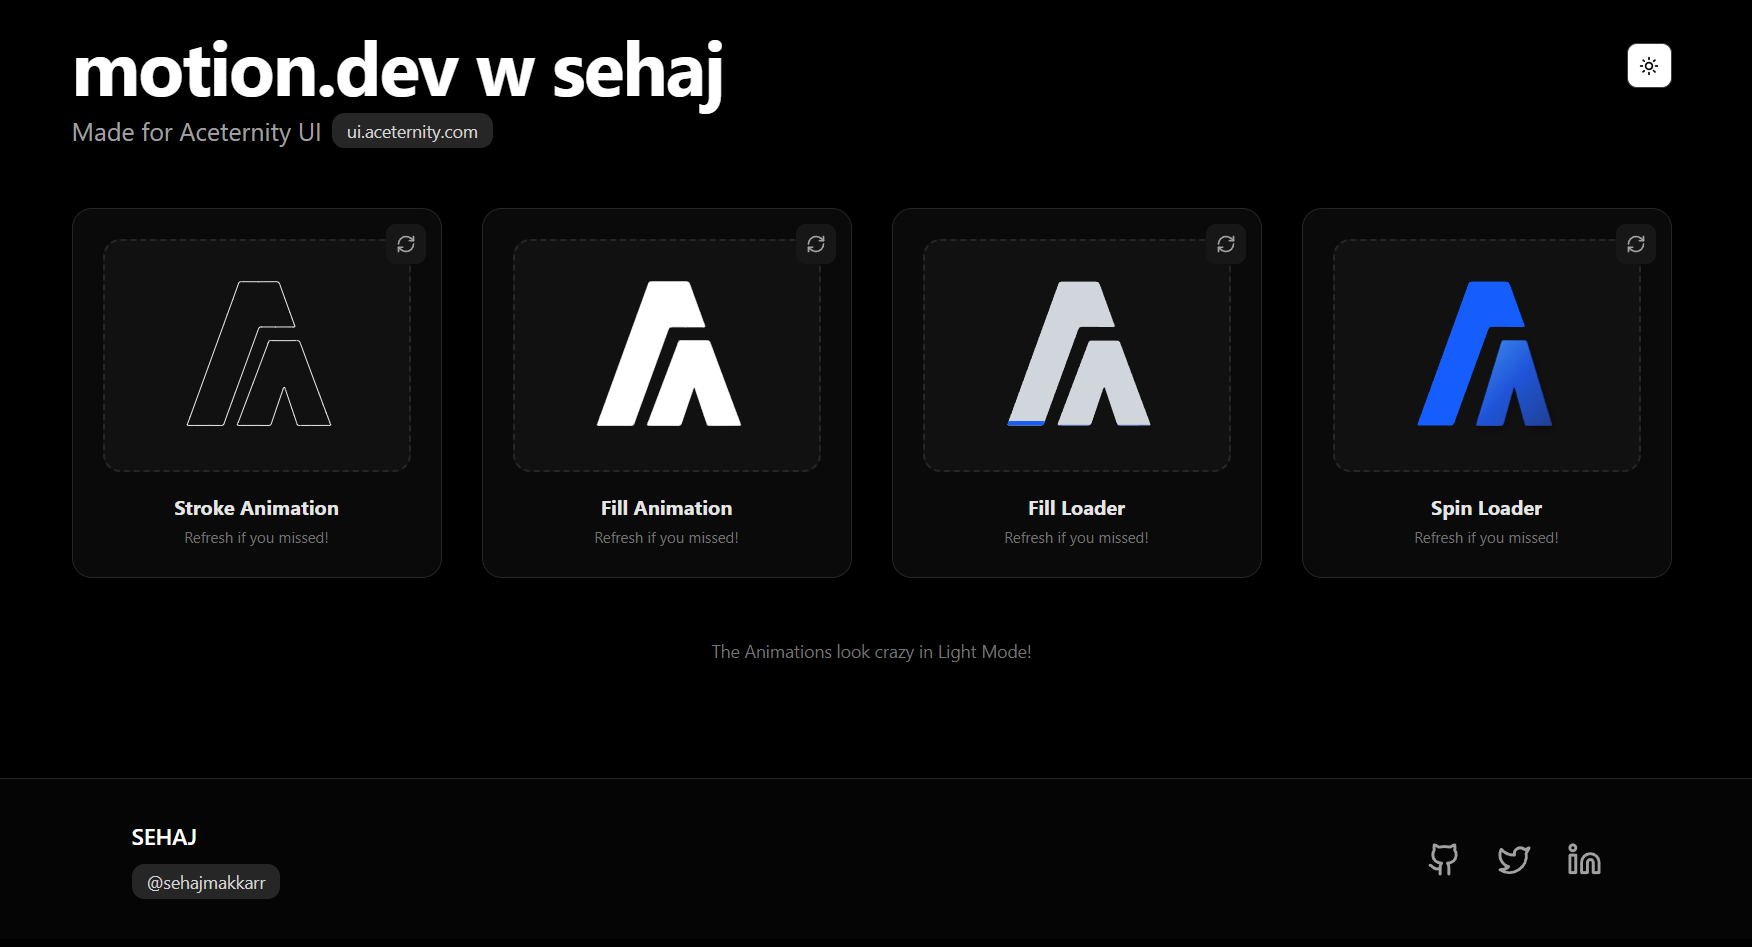 motion.dev w sehaj
Made for Aceternity UI ui.aceternity.com
Stroke Animation
Refresh if you missed!
Fill Animation
Refresh if you missed!
Fill Loader
Refresh if you missed!
Spin Loader
Refresh if you missed!
The Animations look crazy in Light Mode!
SEHAJ
@sehajmakkarr